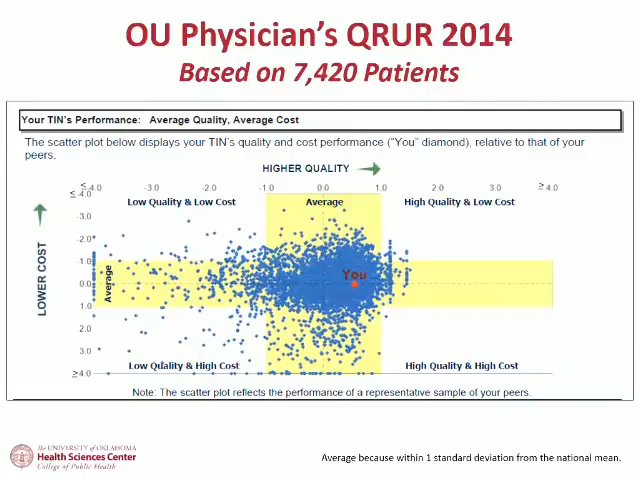 OU Physician's QRUR 2014
Based on 7,420 Patients
Your TIN's Performance: Average Quality, Average Cost
The scatter plot below displays your TIN's quality and cost performance ("You" diamond), relative to that of your
peers.
HIGHER QUALITY
≤ -4.0 -3.0 -2.0 -1.0 0.0 1.0 2.0 3.0 ≥ 4.0
≤ -4.0
Low Quality & Low Cost Average High Quality & Low Cost
-3.0
-2.0
-1.0
You
0.0
1.0
2.0
3.0
≥ 4.0
LOWER COST
Average
Low Quality & High Cost High Quality & High Cost
Note: The scatter plot reflects the performance of a representative sample of your peers.
The UNIVERSITY of OKLAHOMA
Health Sciences Center
College of Public Health
Average because within 1 standard deviation from the national mean.